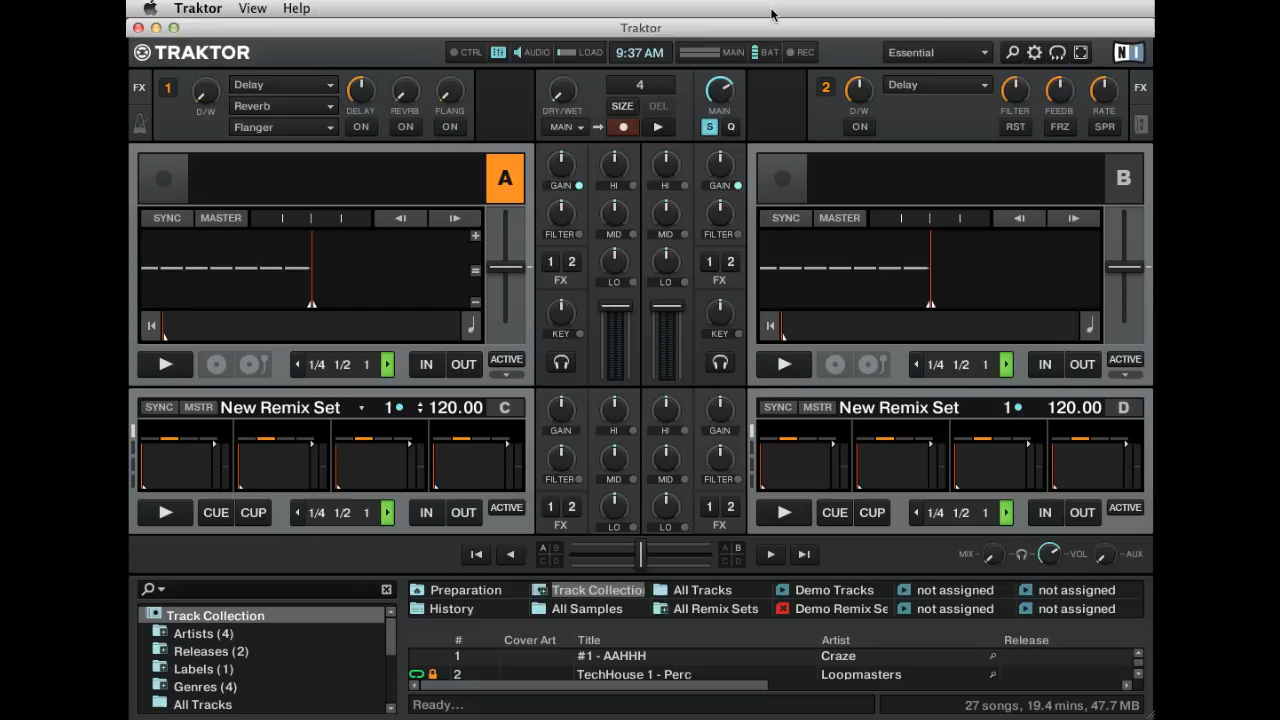 Traktor View Help
Traktor
TRAKTOR CTRL AUDIO LOAD 9:37 AM MAIN BAT REC Essential NI
FX 1 Delay 4 2 Delay FX
D/W Reverb DELAY REVRB FLANG DRY/WET SIZE DEL MAIN D/W FILTER FEEDB RATE
Flanger ON ON ON MAIN S Q ON RST FRZ SPR
A B
GAIN HI HI GAIN
SYNC MASTER SYNC MASTER
FILTER MID MID FILTER
1 2 1 2
FX LO LO FX
KEY KEY
1/4 1/2 1 IN OUT ACTIVE 1/4 1/2 1 IN OUT ACTIVE
SYNC MSTR New Remix Set 1 120.00 C SYNC MSTR New Remix Set 1 120.00 D
GAIN HI HI GAIN
FILTER MID MID FILTER
CUE CUP 1/4 1/2 1 IN OUT ACTIVE 1 2 1 2 CUE CUP 1/4 1/2 1 IN OUT ACTIVE
FX LO LO FX
A B C D A B C D MIX VOL AUX
Preparation Track Collectio All Tracks Demo Tracks not assigned not assigned
History All Samples All Remix Sets Demo Remix Se not assigned not assigned
Track Collection
Artists (4)
Releases (2)
Labels (1)
Genres (4)
All Tracks
# Cover Art Title Artist Release
1 #1 - AAHHH Craze
2 TechHouse 1 - Perc Loopmasters
Ready... 27 songs, 19.4 mins, 47.7 MB